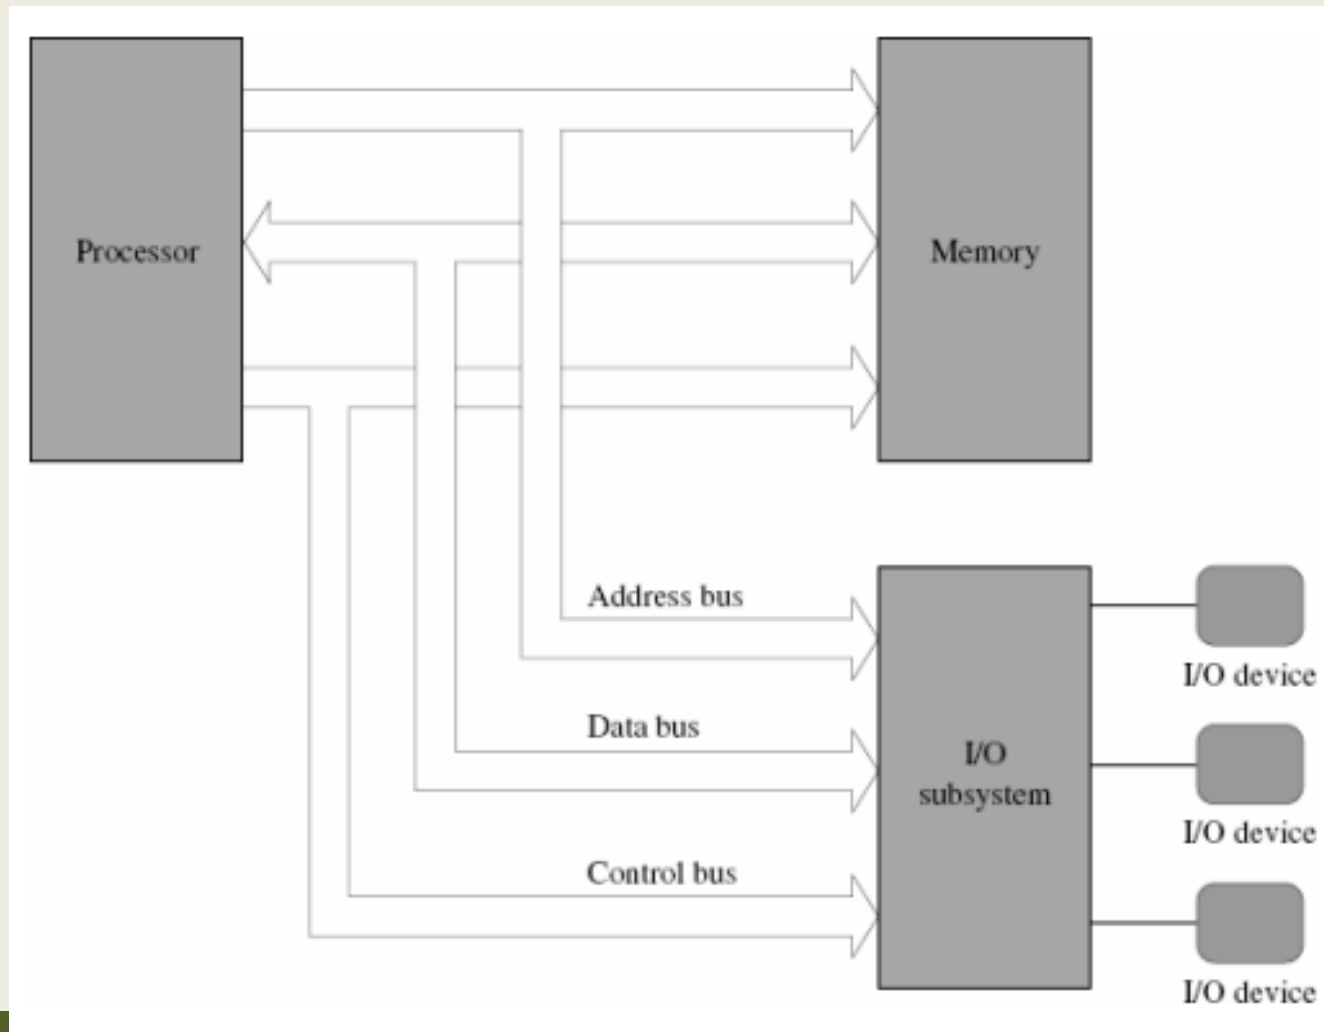 Processor
Memory
Address bus
I/O device
Data bus
I/O
subsystem
I/O device
Control bus
I/O device